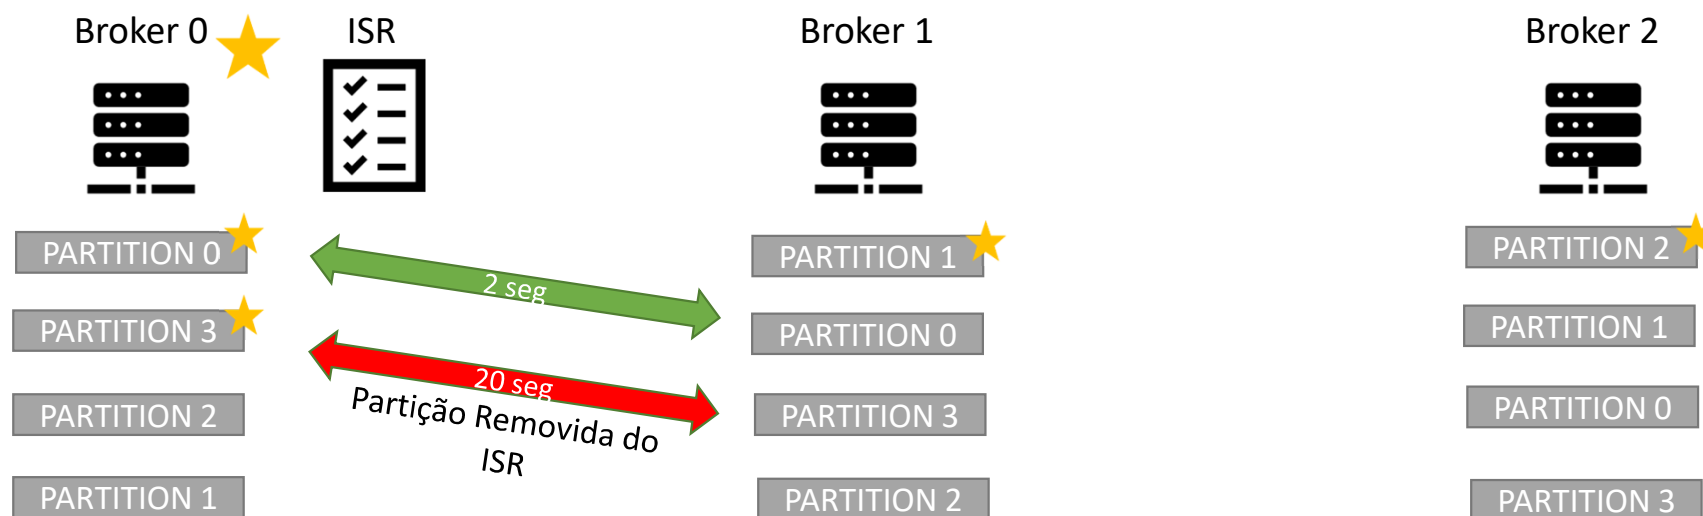 Broker 0
ISR
Broker 1
Broker 2
PARTITION 0
PARTITION 3
PARTITION 2
PARTITION 1
2 seg
20 seg
Partição Removida do
ISR
PARTITION 1
PARTITION 0
PARTITION 3
PARTITION 2
PARTITION 2
PARTITION 1
PARTITION 0
PARTITION 3